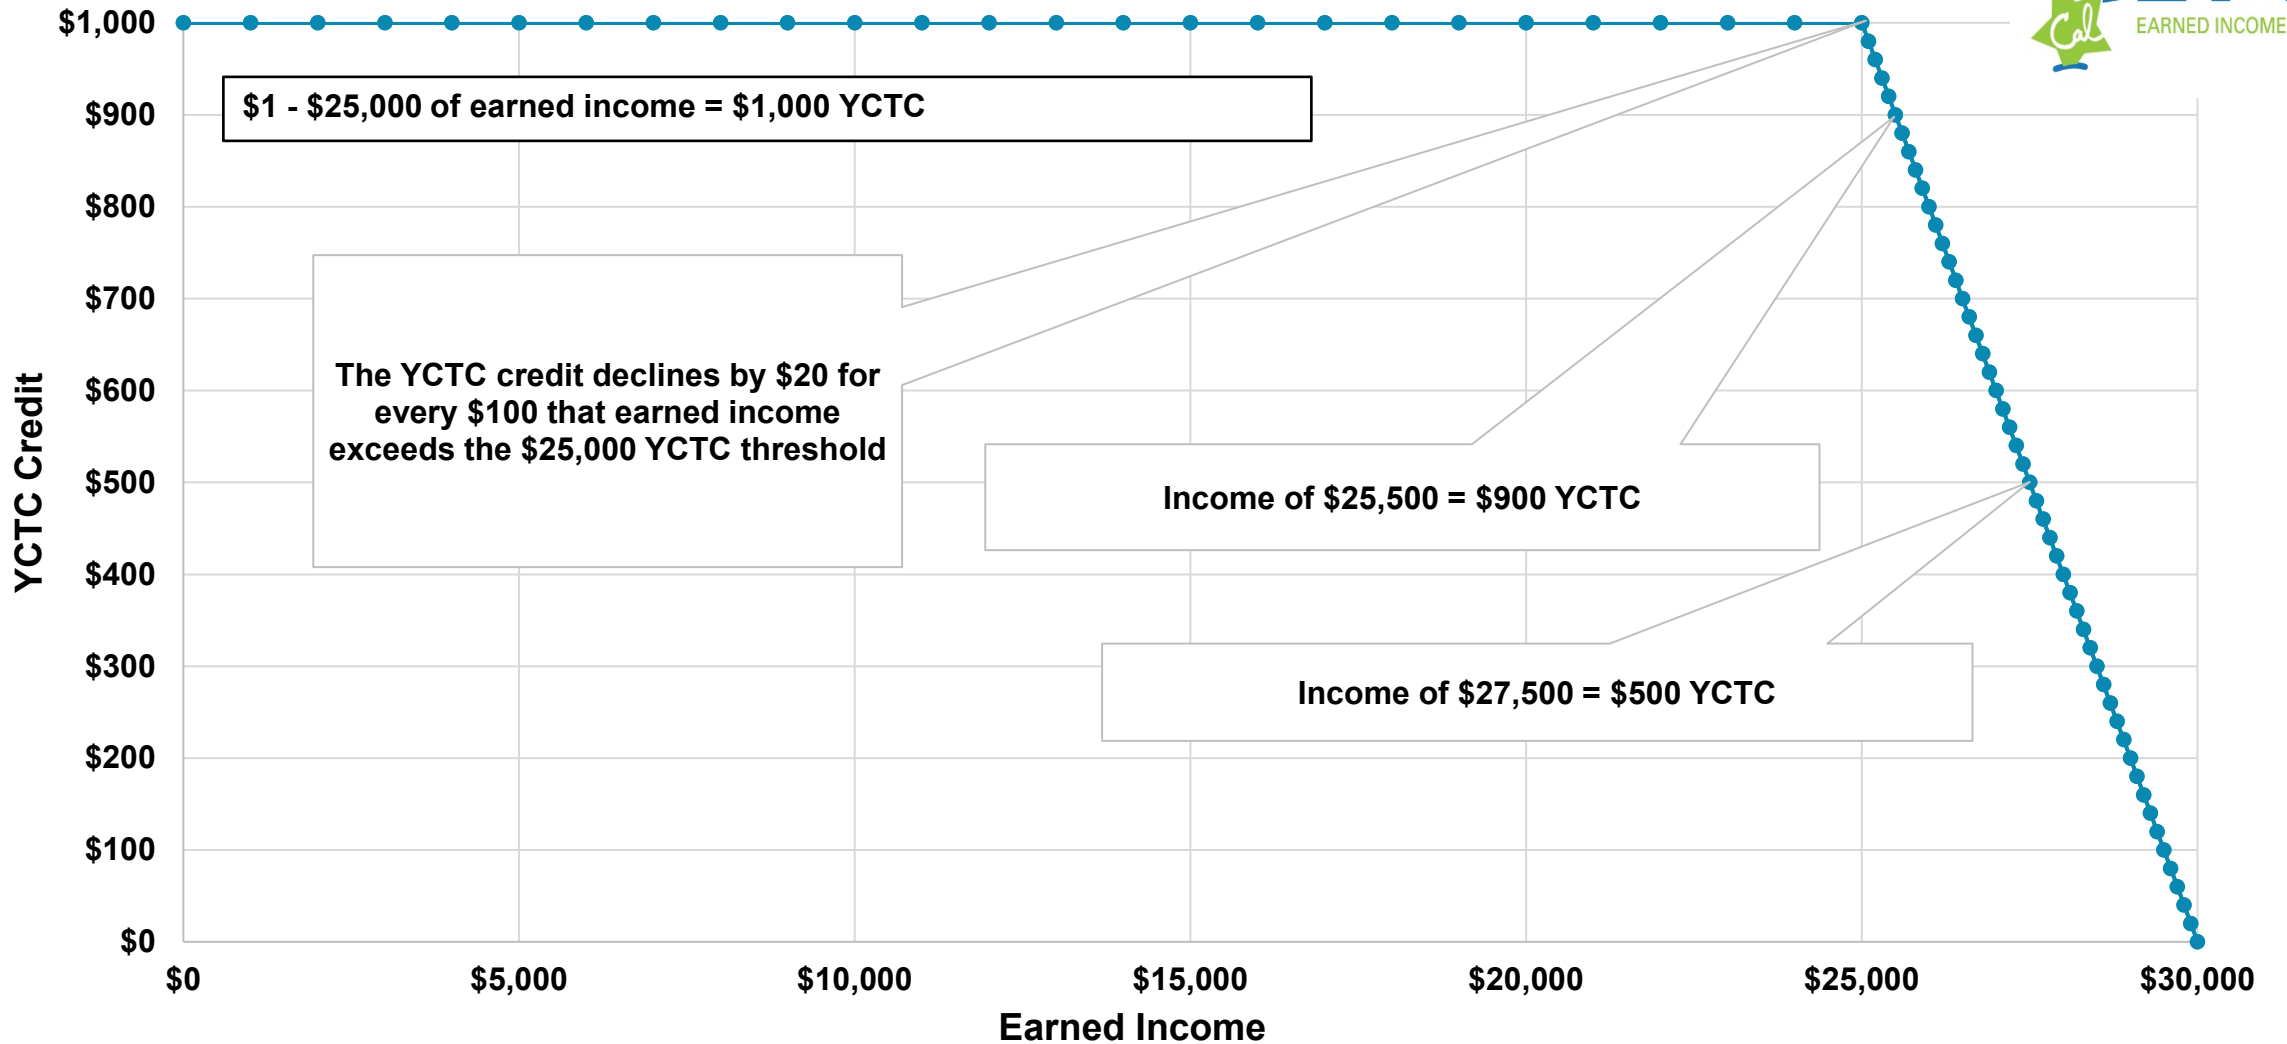 $1,000
$900
$800
$700
$600
$500
$400
$300
$200
$100
$0
YCTC Credit
Cal
EARNED INCOME
$1 - $25,000 of earned income = $1,000 YCTC
The YCTC credit declines by $20 for
every $100 that earned income
exceeds the $25,000 YCTC threshold
Income of $25,500 = $900 YCTC
Income of $27,500 = $500 YCTC
$0
$5,000
$10,000
$15,000
$20,000
$25,000
$30,000
Earned Income